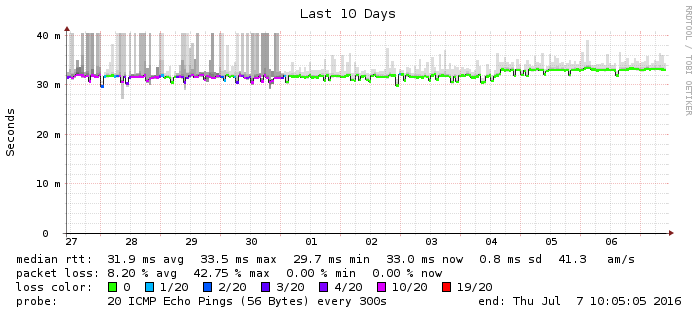 Last 10 Days
RRDTOOL / TOBI OETIKER
Seconds
40 m
30 m
20 m
10 m
0
27 28 29 30 01 02 03 04 05 06
median rtt: 31.9 ms avg 33.5 ms max 29.7 ms min 33.0 ms now 0.8 ms sd 41.3 am/s
packet loss: 8.20 % avg 42.75 % max 0.00 % min 0.00 % now
loss color: 0 1/20 2/20 3/20 4/20 10/20 19/20
probe: 20 ICMP Echo Pings (56 Bytes) every 300s end: Thu Jul 7 10:05:05 2016